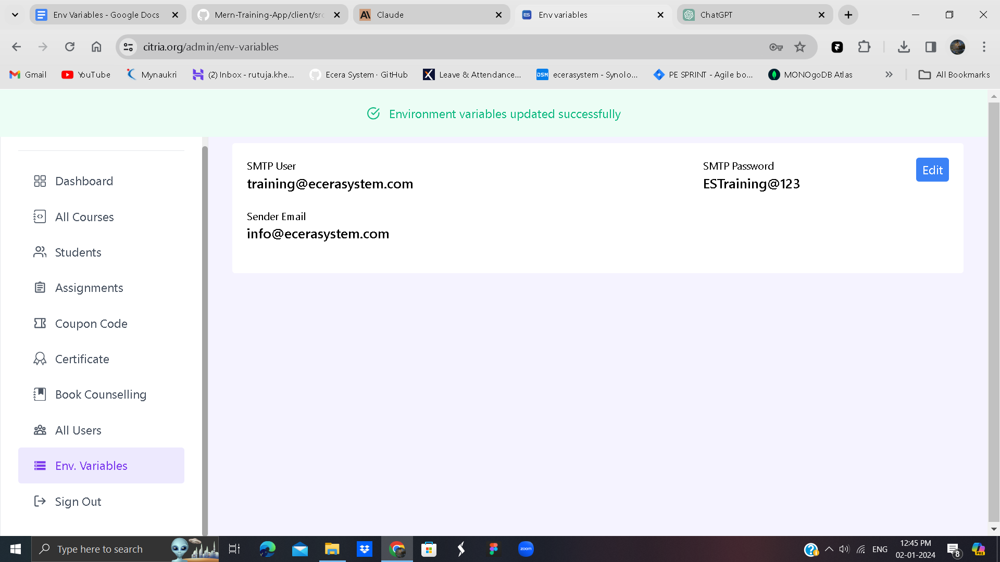 Env Variables - Google Docs
Mern-Training-App/client/src
Claude
Env variables
ChatGPT
citria.org/admin/env-variables
Gmail
YouTube
Mynaukri
(2) Inbox - rutuja.khe...
Ecera System · GitHub
Leave & Attendance...
DSM
ecerasystem - Synolo...
PE SPRINT - Agile bo...
MONOgoDB Atlas
All Bookmarks
Environment variables updated successfully
SMTP User
training@ecerasystem.com
SMTP Password
ESTraining@123
Edit
Sender Email
info@ecerasystem.com
Dashboard
All Courses
Students
Assignments
Coupon Code
Certificate
Book Counselling
All Users
Env. Variables
Sign Out
Type here to search
zoom
ENG
12:45 PM
02-01-2024
8
PRE